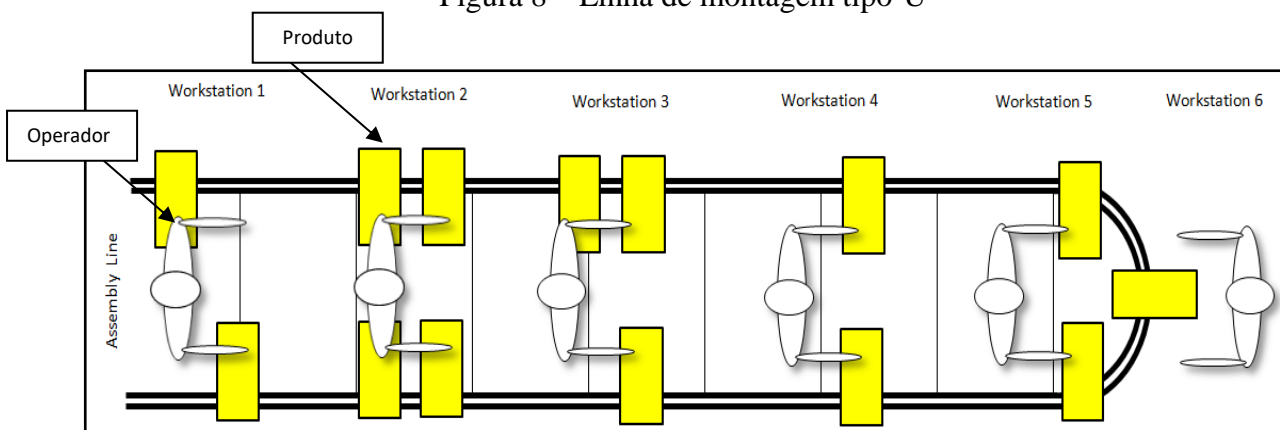 Figura 8 – Linha de montagem tipo U
Produto
Operador
Workstation 1
Workstation 2
Workstation 3
Workstation 4
Workstation 5
Workstation 6
Assembly Line